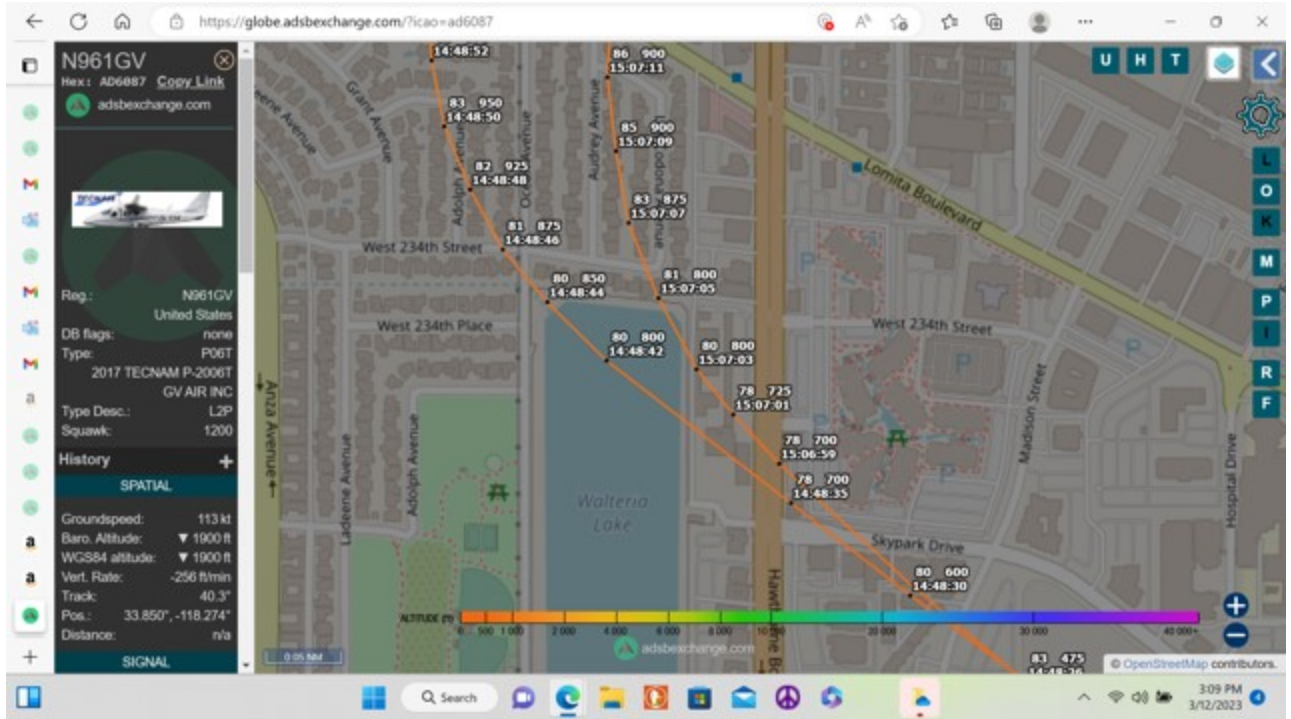 https://globe.adsbexchange.com/?icao=ad6087
N961GV
Hex: AD6087 Copy Link
adsbexchange.com
TECNAM
Reg.: N961GV
United States
DB flags: none
Type: P06T
2017 TECNAM P-2006T
GV AIR INC
Type Desc.: L2P
Squawk: 1200
History +
SPATIAL
Groundspeed: 113 kt
Baro. Altitude: ▼ 1900 ft
WGS84 altitude: ▼ 1900 ft
Vert. Rate: -256 ft/min
Track: 40.3°
Pos.: 33.850°, -118.274°
Distance: n/a
SIGNAL
14:48:52
83 950
14:48:50
82 925
14:48:48
81 875
14:48:46
80 850
14:48:44
80 800
14:48:42
86 900
15:07:11
85 900
15:07:09
83 875
15:07:07
81 800
15:07:05
80 800
15:07:03
78 725
15:07:01
78 700
15:06:59
78 700
14:48:35
80 600
14:48:30
83 475
Grant Avenue
Adolph Avenue
Audrey Avenue
Lomita Boulevard
West 234th Street
West 234th Place
West 234th Street
Anza Avenue
Ladeene Avenue
Adolph Avenue
Walteria
Lake
Madison Street
Hospital Drive
Skypark Drive
P
P
P
P
U H T
L
O
K
M
P
I
R
F
ALTITUDE (ft)
0 500 1 000 2 000 4 000 6 000 8 000 10 000 20 000 30 000 40 000+
adsbexchange.com
0.05 NM
© OpenStreetMap contributors.
Search
3:09 PM
3/12/2023
4